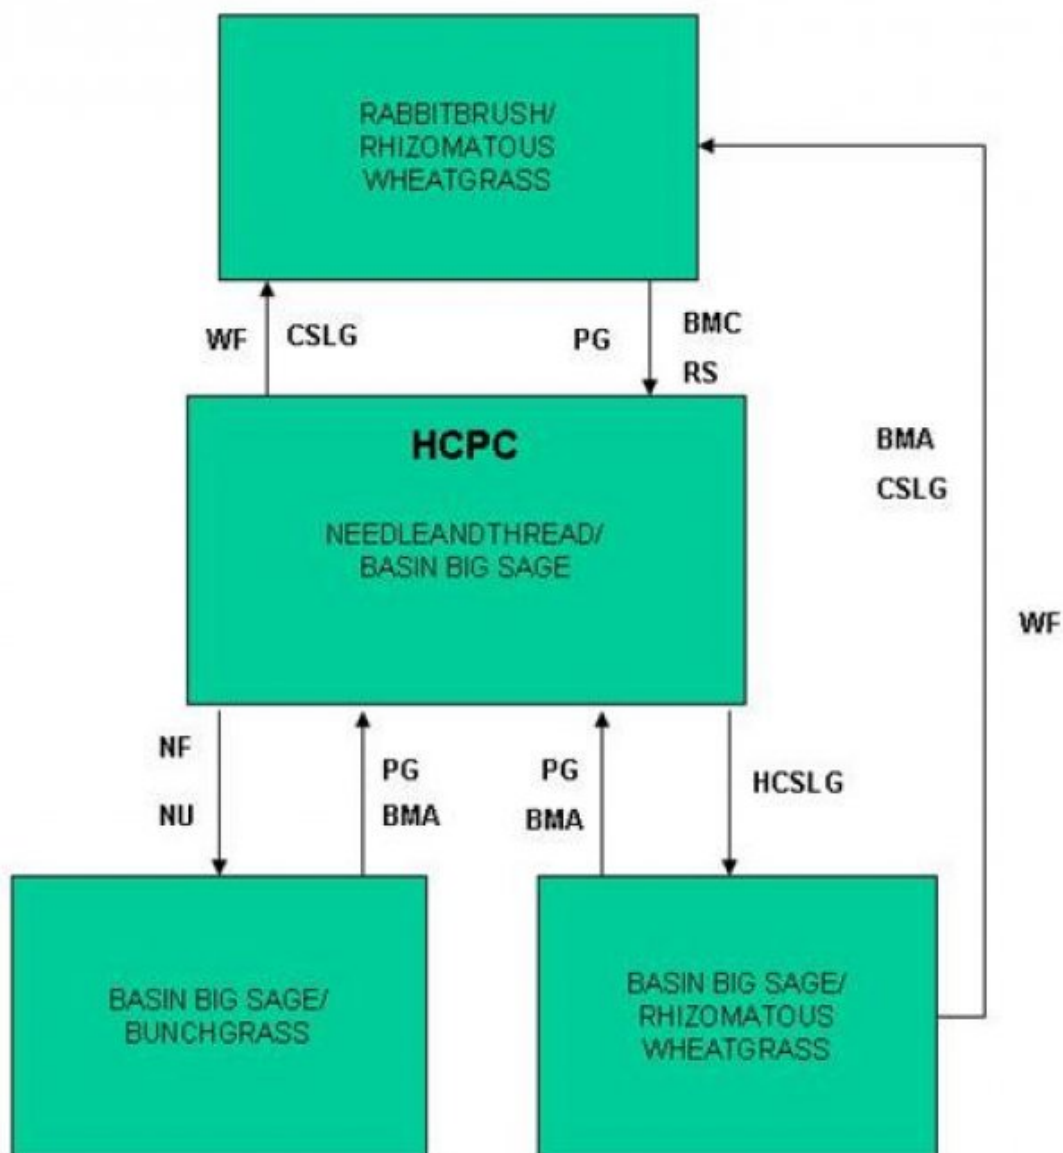 RABBITBRUSH/
RHIZOMATOUS
WHEATGRASS
WF
CSLG
PG
BMC
RS
HCPC
NEEDLEANDTHREAD/
BASIN BIG SAGE
BMA
CSLG
WF
NF
NU
PG
BMA
PG
BMA
HCSLG
BASIN BIG SAGE/
BUNCHGRASS
BASIN BIG SAGE/
RHIZOMATOUS
WHEATGRASS